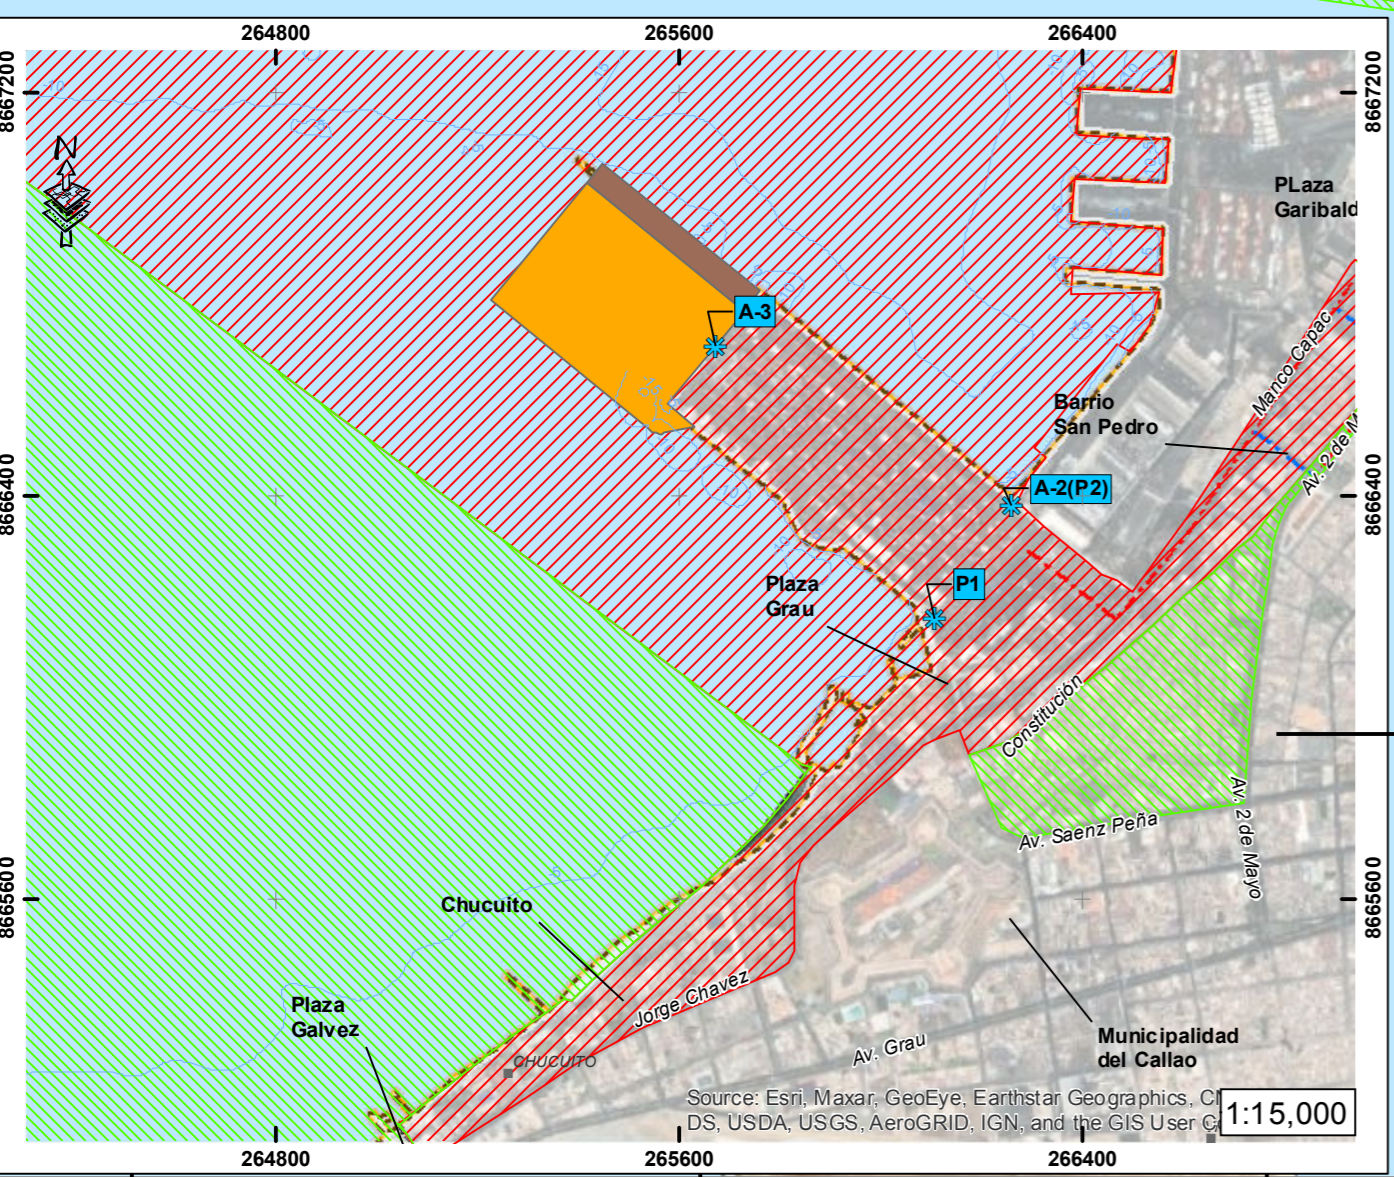 264800
265600
266400
8667200
8667200
-10
N
PLaza
Garibald
A-3
Manco Capac
Barrio
San Pedro
Av. 2 de M
8666400
8666400
A-2(P2)
Plaza
Grau
P1
Constitución
Av. 2 de Mayo
Av. Saenz Peña
-5
8665600
8665600
Chucuito
Jorge Chavez
Plaza
Galvez
Av. Grau
Municipalidad
del Callao
CHUCUITO
Source: Esri, Maxar, GeoEye, Earthstar Geographics,
DS, USDA, USGS, AeroGRID, IGN, and the GIS User
1:15,000
264800
265600
266400